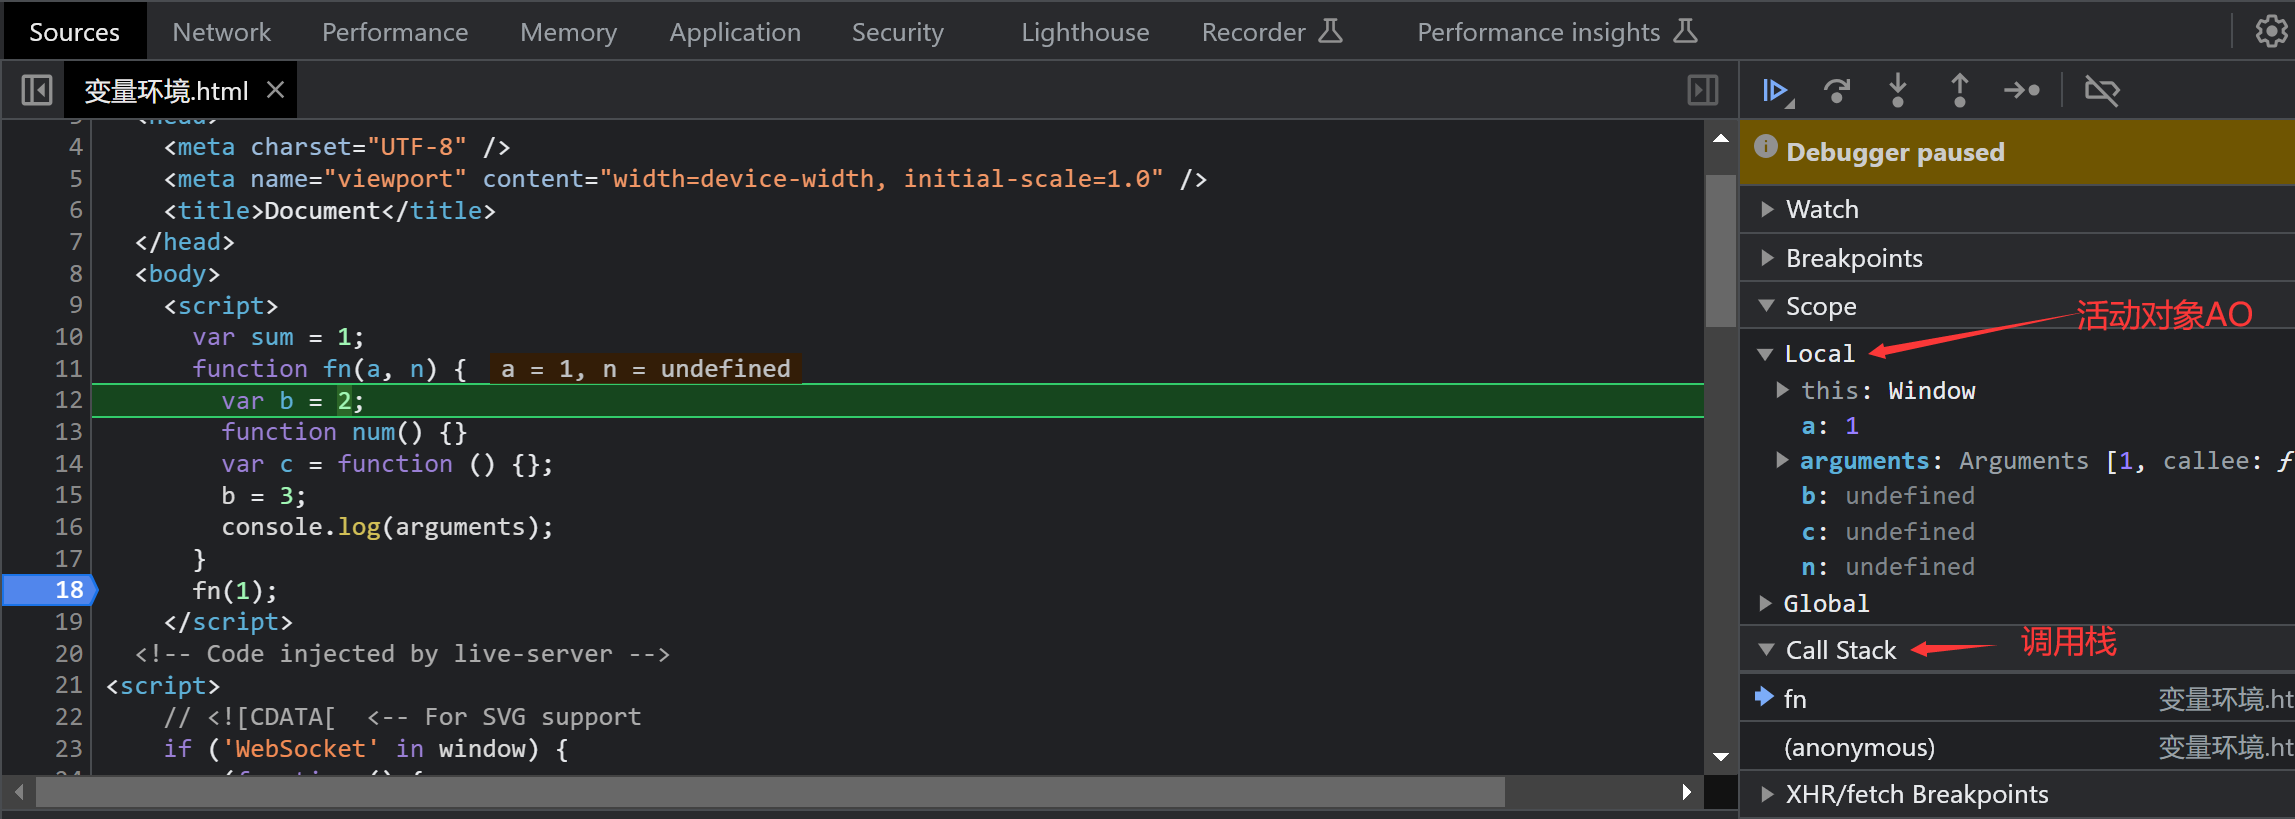 Sources Network Performance Memory Application Security Lighthouse Recorder Performance insights
变量环境.html
4 <meta charset="UTF-8" />
5 <meta name="viewport" content="width=device-width, initial-scale=1.0" />
6 <title>Document</title>
7 </head>
8 <body>
9 <script>
10 var sum = 1;
11 function fn(a, n) { a = 1, n = undefined
12 var b = 2;
13 function num() {}
14 var c = function () {};
15 b = 3;
16 console.log(arguments);
17 }
18 fn(1);
19 </script>
20 <!-- Code injected by live-server -->
21 <script>
22 // <![CDATA[ <-- For SVG support
23 if ('WebSocket' in window) {
Debugger paused
Watch
Breakpoints
Scope
活动对象AO
Local
this: Window
a: 1
arguments: Arguments [1, callee: ƒ
b: undefined
c: undefined
n: undefined
Global
Call Stack
调用栈
fn 变量环境.ht
(anonymous) 变量环境.ht
XHR/fetch Breakpoints